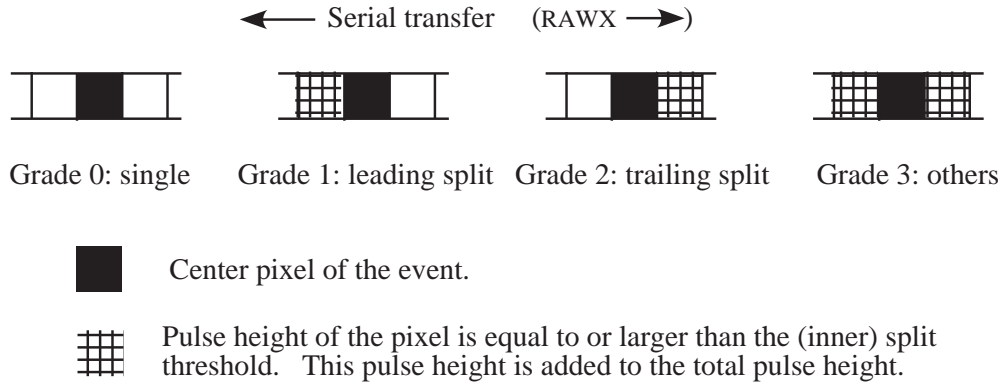 Serial transfer (RAWX )
Grade 0: single Grade 1: leading split Grade 2: trailing split Grade 3: others
Center pixel of the event.
Pulse height of the pixel is equal to or larger than the (inner) split
threshold. This pulse height is added to the total pulse height.